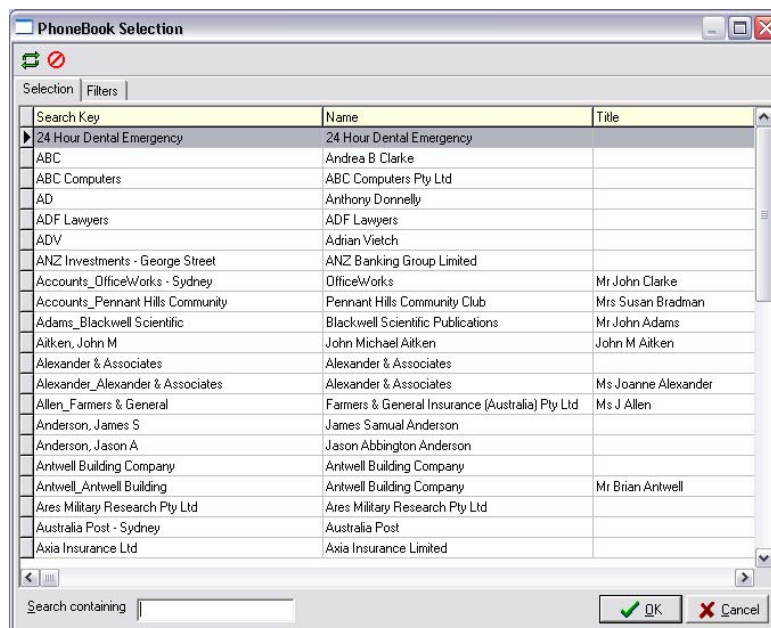 PhoneBook Selection
Selection Filters
Search Key Name Title
24 Hour Dental Emergency 24 Hour Dental Emergency
ABC Andrea B Clarke
ABC Computers ABC Computers Pty Ltd
AD Anthony Donnelly
ADF Lawyers ADF Lawyers
ADV Adrian Vietch
ANZ Investments - George Street ANZ Banking Group Limited
Accounts_OfficeWorks - Sydney OfficeWorks Mr John Clarke
Accounts_Pennant Hills Community Pennant Hills Community Club Mrs Susan Bradman
Adams_Blackwell Scientific Blackwell Scientific Publications Mr John Adams
Aitken, John M John Michael Aitken John M Aitken
Alexander & Associates Alexander & Associates
Alexander_Alexander & Associates Alexander & Associates Ms Joanne Alexander
Allen_Farmers & General Farmers & General Insurance (Australia) Pty Ltd Ms J Allen
Anderson, James S James Samual Anderson
Anderson, Jason A Jason Abbington Anderson
Antwell Building Company Antwell Building Company
Antwell_Antwell Building Antwell Building Company Mr Brian Antwell
Ares Military Research Pty Ltd Ares Military Research Pty Ltd
Australia Post - Sydney Australia Post
Axia Insurance Ltd Axia Insurance Limited
Search containing OK Cancel